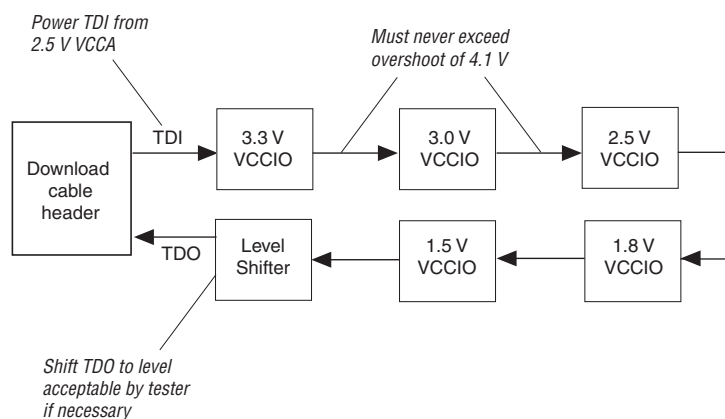 Power TDI from
2.5 V VCCA
Must never exceed
overshoot of 4.1 V
Download
cable
header
TDI
3.3 V
VCCIO
3.0 V
VCCIO
2.5 V
VCCIO
TDO
Level
Shifter
1.5 V
VCCIO
1.8 V
VCCIO
Shift TDO to level
acceptable by tester
if necessary